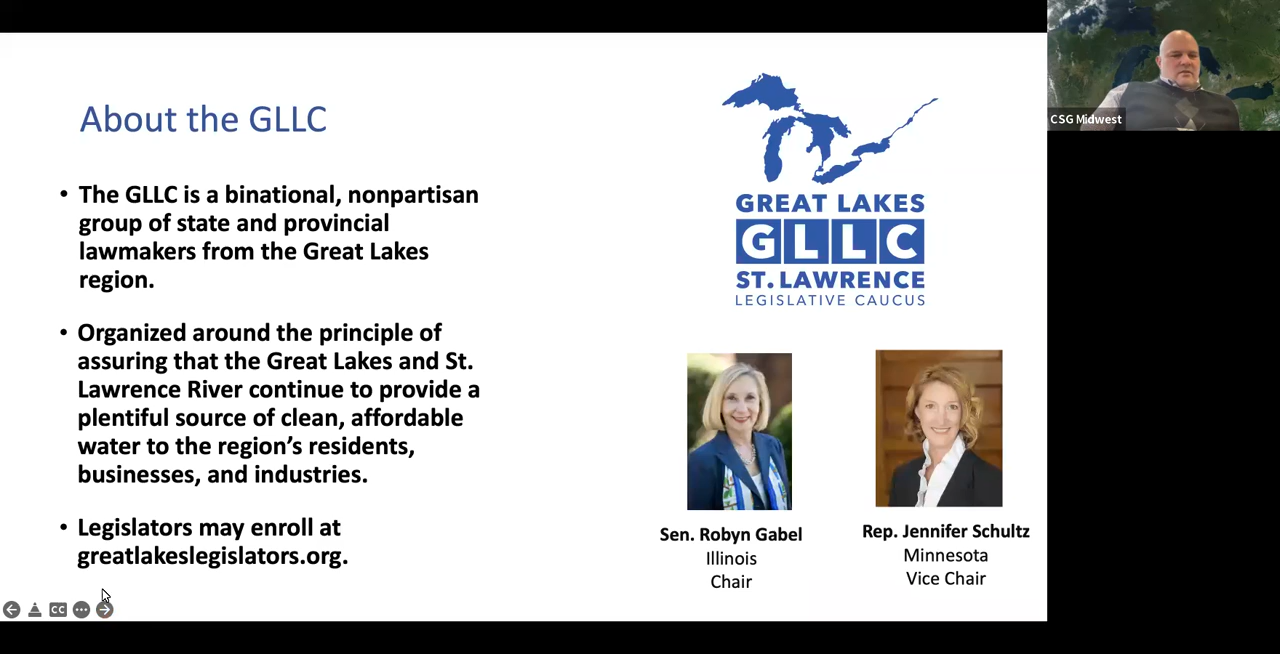 About the GLLC
• The GLLC is a binational, nonpartisan
group of state and provincial
lawmakers from the Great Lakes
region.
• Organized around the principle of
assuring that the Great Lakes and St.
Lawrence River continue to provide a
plentiful source of clean, affordable
water to the region's residents,
businesses, and industries.
• Legislators may enroll at
greatlakeslegislators.org.
GREAT LAKES
GLLC
ST. LAWRENCE
LEGISLATIVE CAUCUS
Sen. Robyn Gabel
Illinois
Chair
Rep. Jennifer Schultz
Minnesota
Vice Chair
CSG Midwest
CC